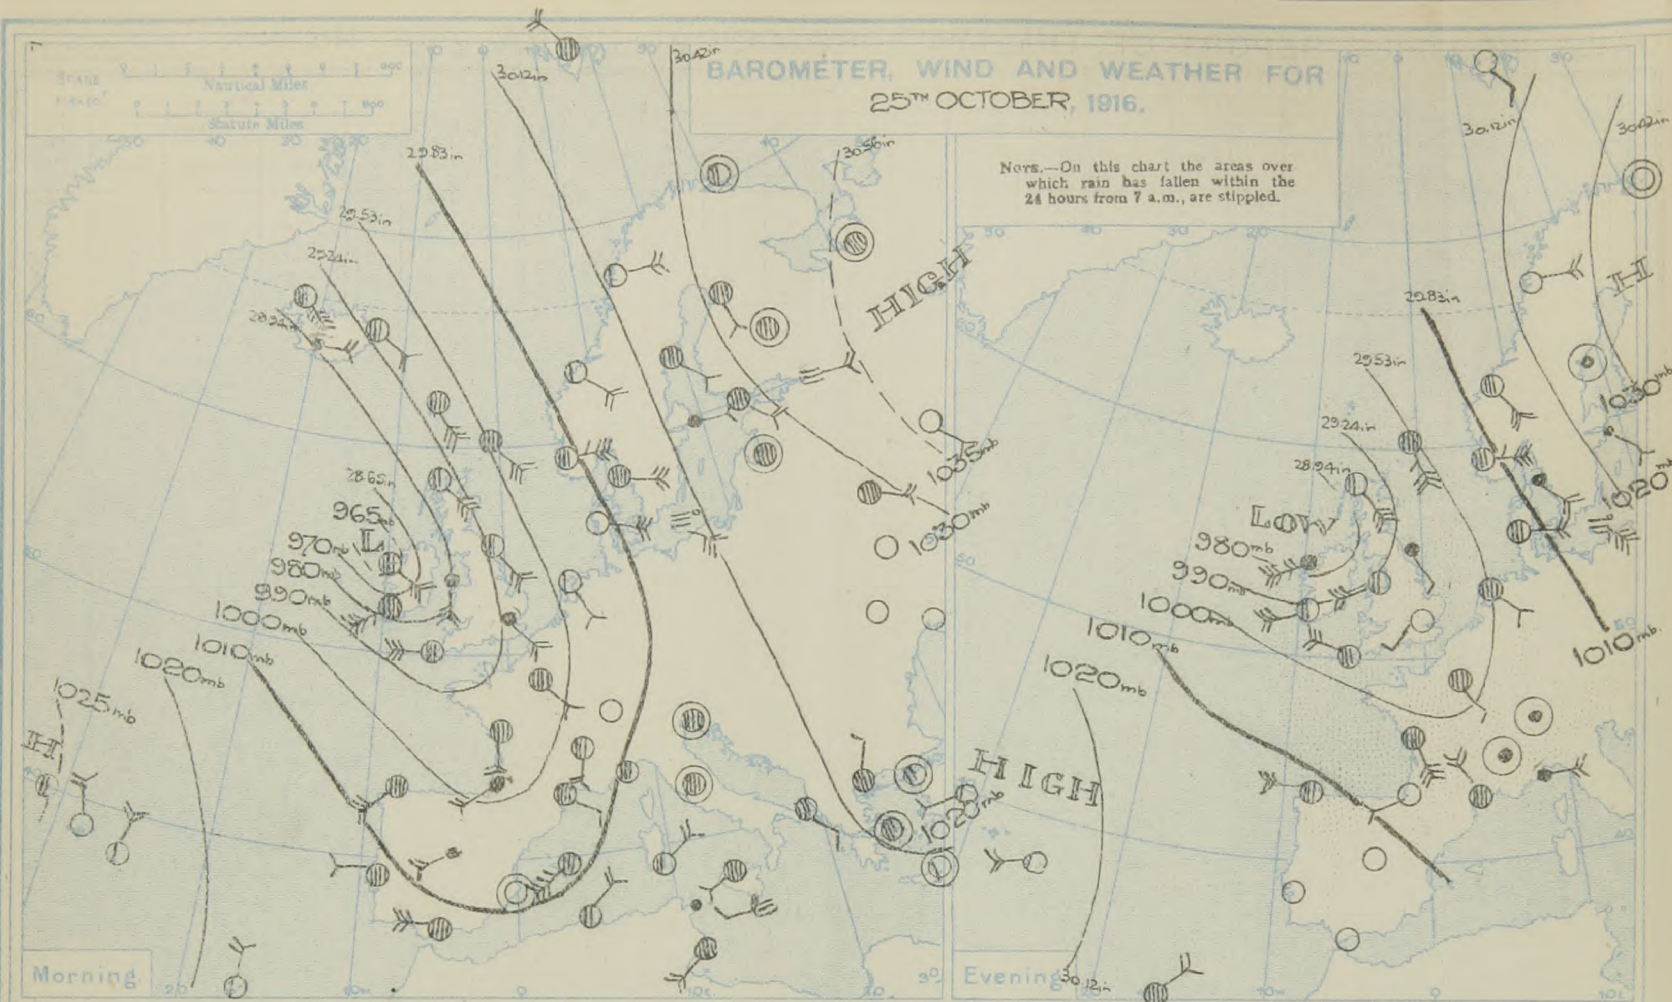 BAROMETER, WIND AND WEATHER FOR
25TH OCTOBER, 1916.
NOTE.—On this chart the areas over
which rain has fallen within the
24 hours from 7 a.m., are stippled.
SCALE
Nautical Miles
Statute Miles
30.12in
30.42in
29.83in
30.56in
29.53in
29.24in
28.94in
28.65in
HIGH
965mb
L
970mb
980mb
990mb
1000mb
1010mb
1020mb
1025mb
H
1035mb
1030mb
HIGH
1020mb
Morning
30.12in
30.42in
29.83in
29.53in
29.24in
28.94in
H
1030mb
1020mb
LOW
980mb
990mb
1000mb
1010mb
1020mb
1010mb
30.12in
Evening